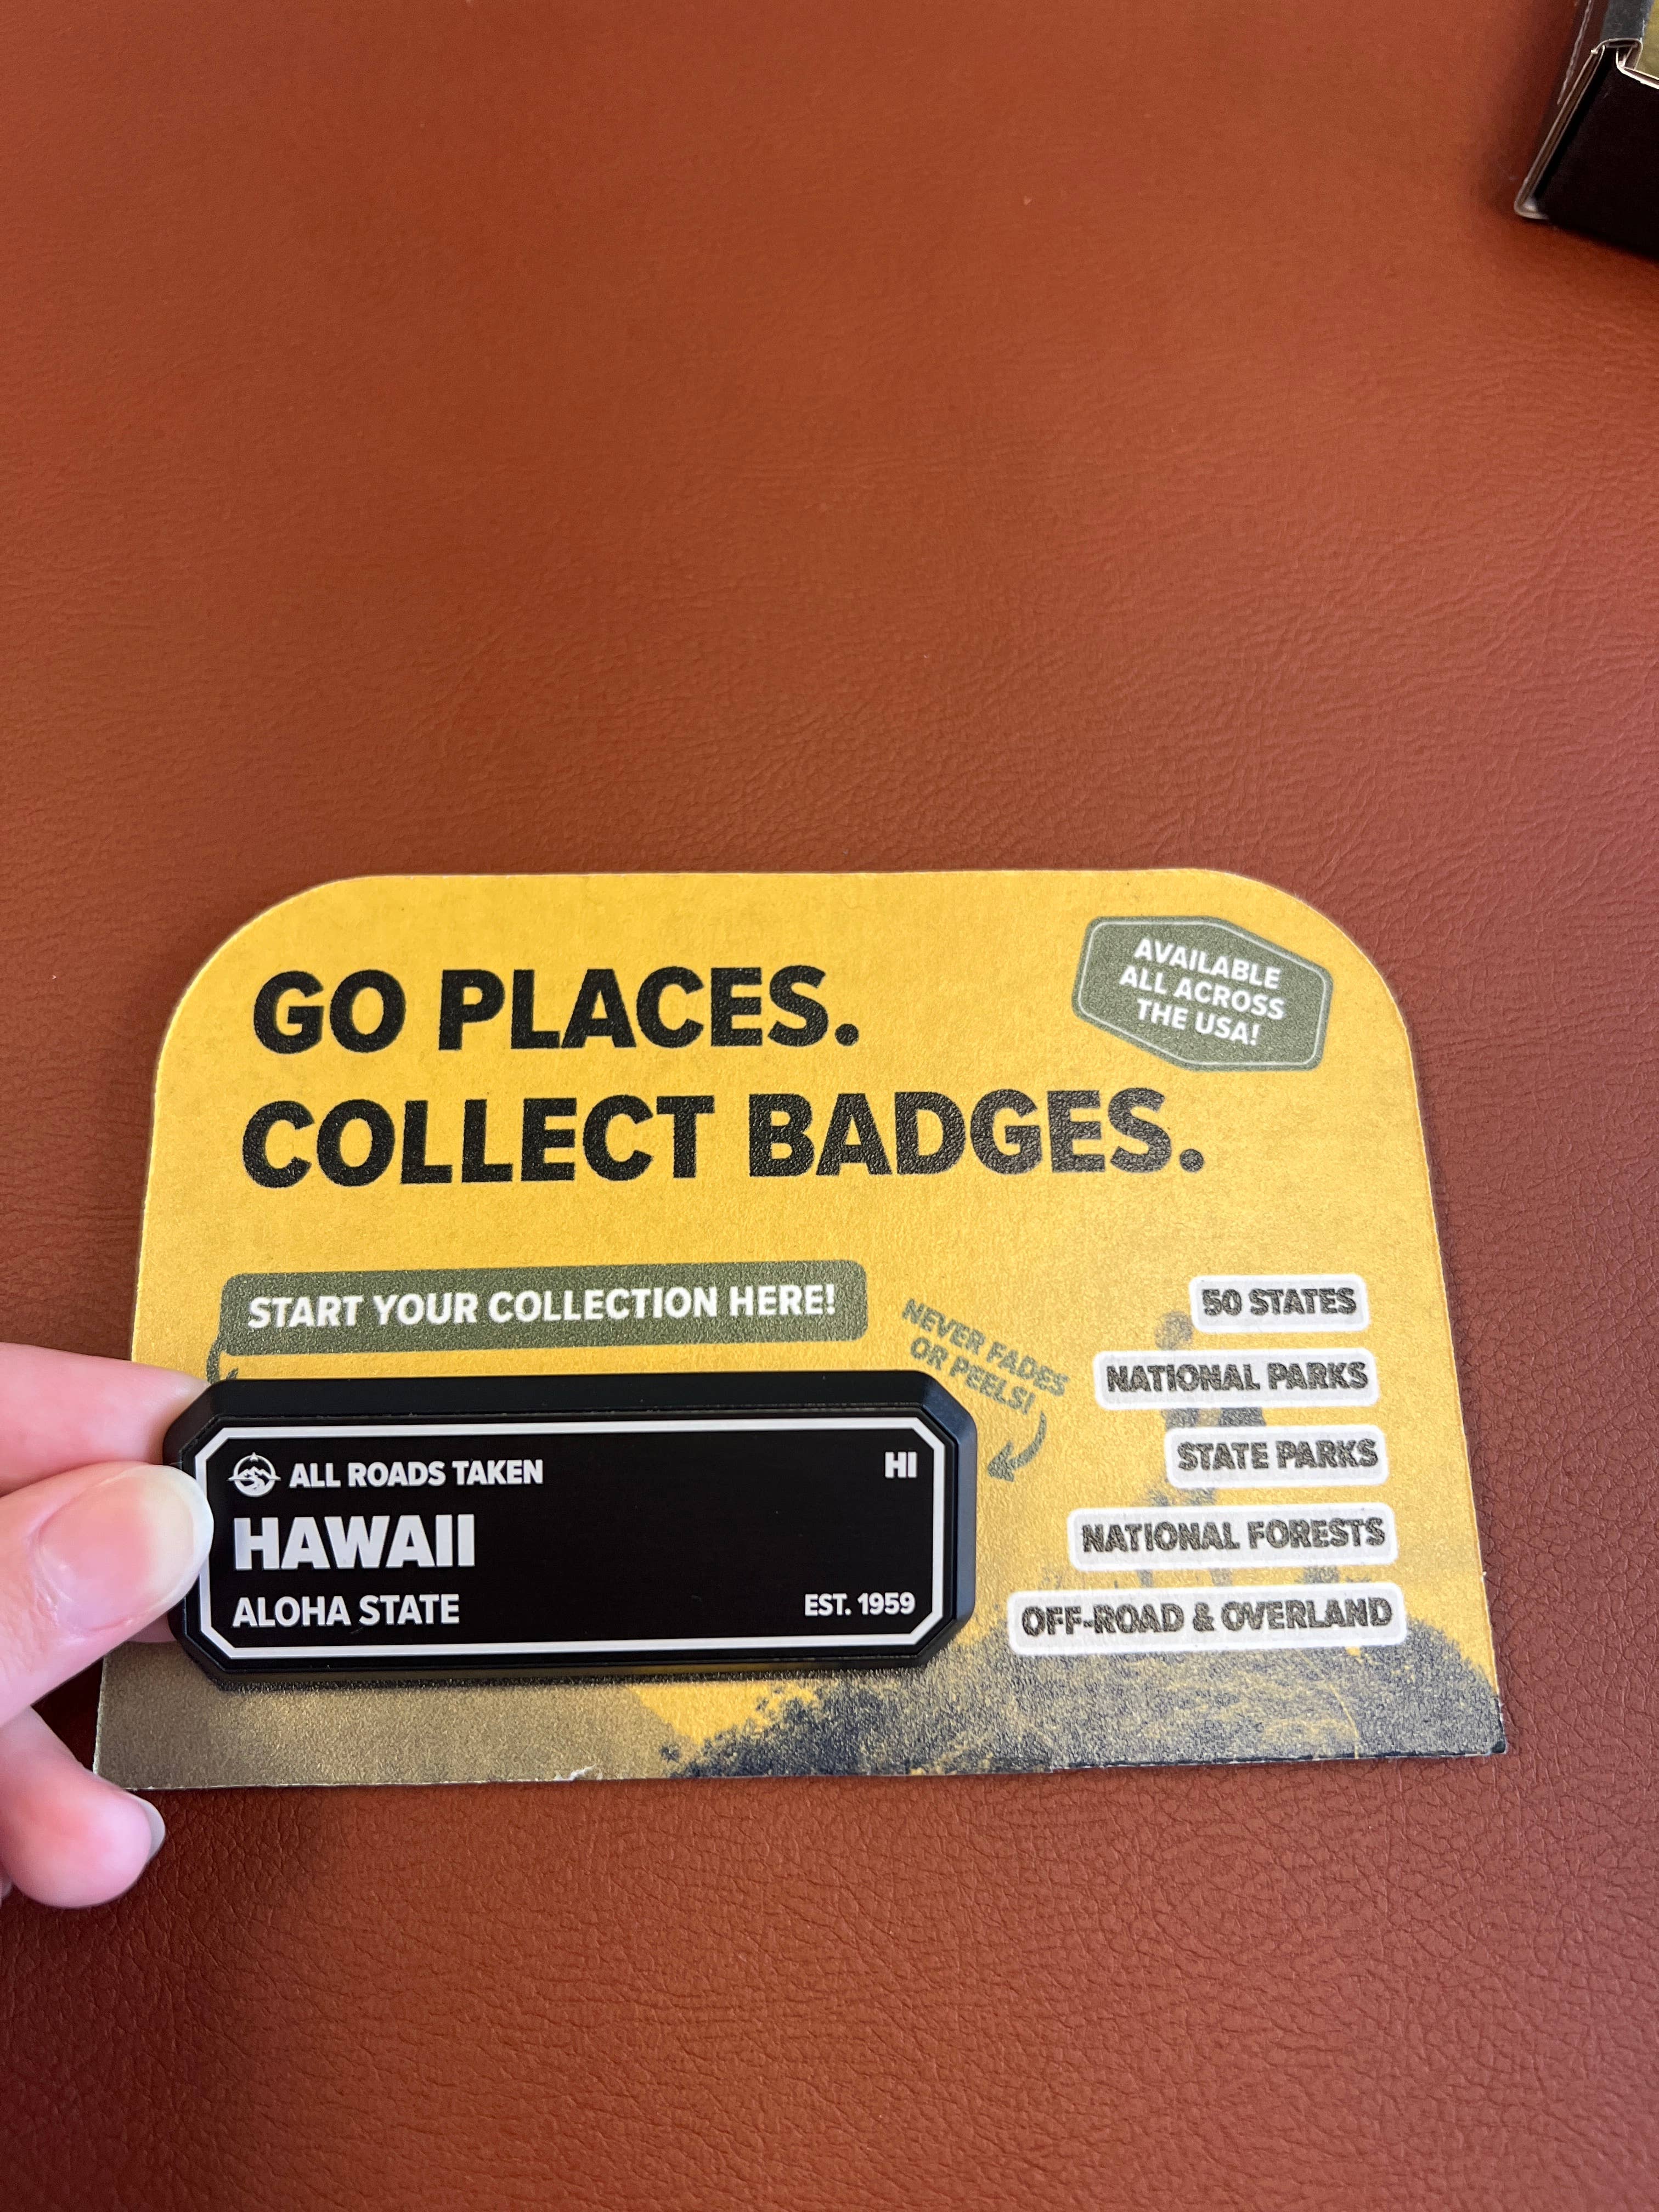 GO PLACES.
COLLECT BADGES.
AVAILABLE
ALL ACROSS
THE USA!
START YOUR COLLECTION HERE!
NEVER FADES
OR PEELS!
50 STATES
NATIONAL PARKS
STATE PARKS
NATIONAL FORESTS
OFF-ROAD & OVERLAND
ALL ROADS TAKEN
HI
HAWAII
ALOHA STATE
EST. 1959